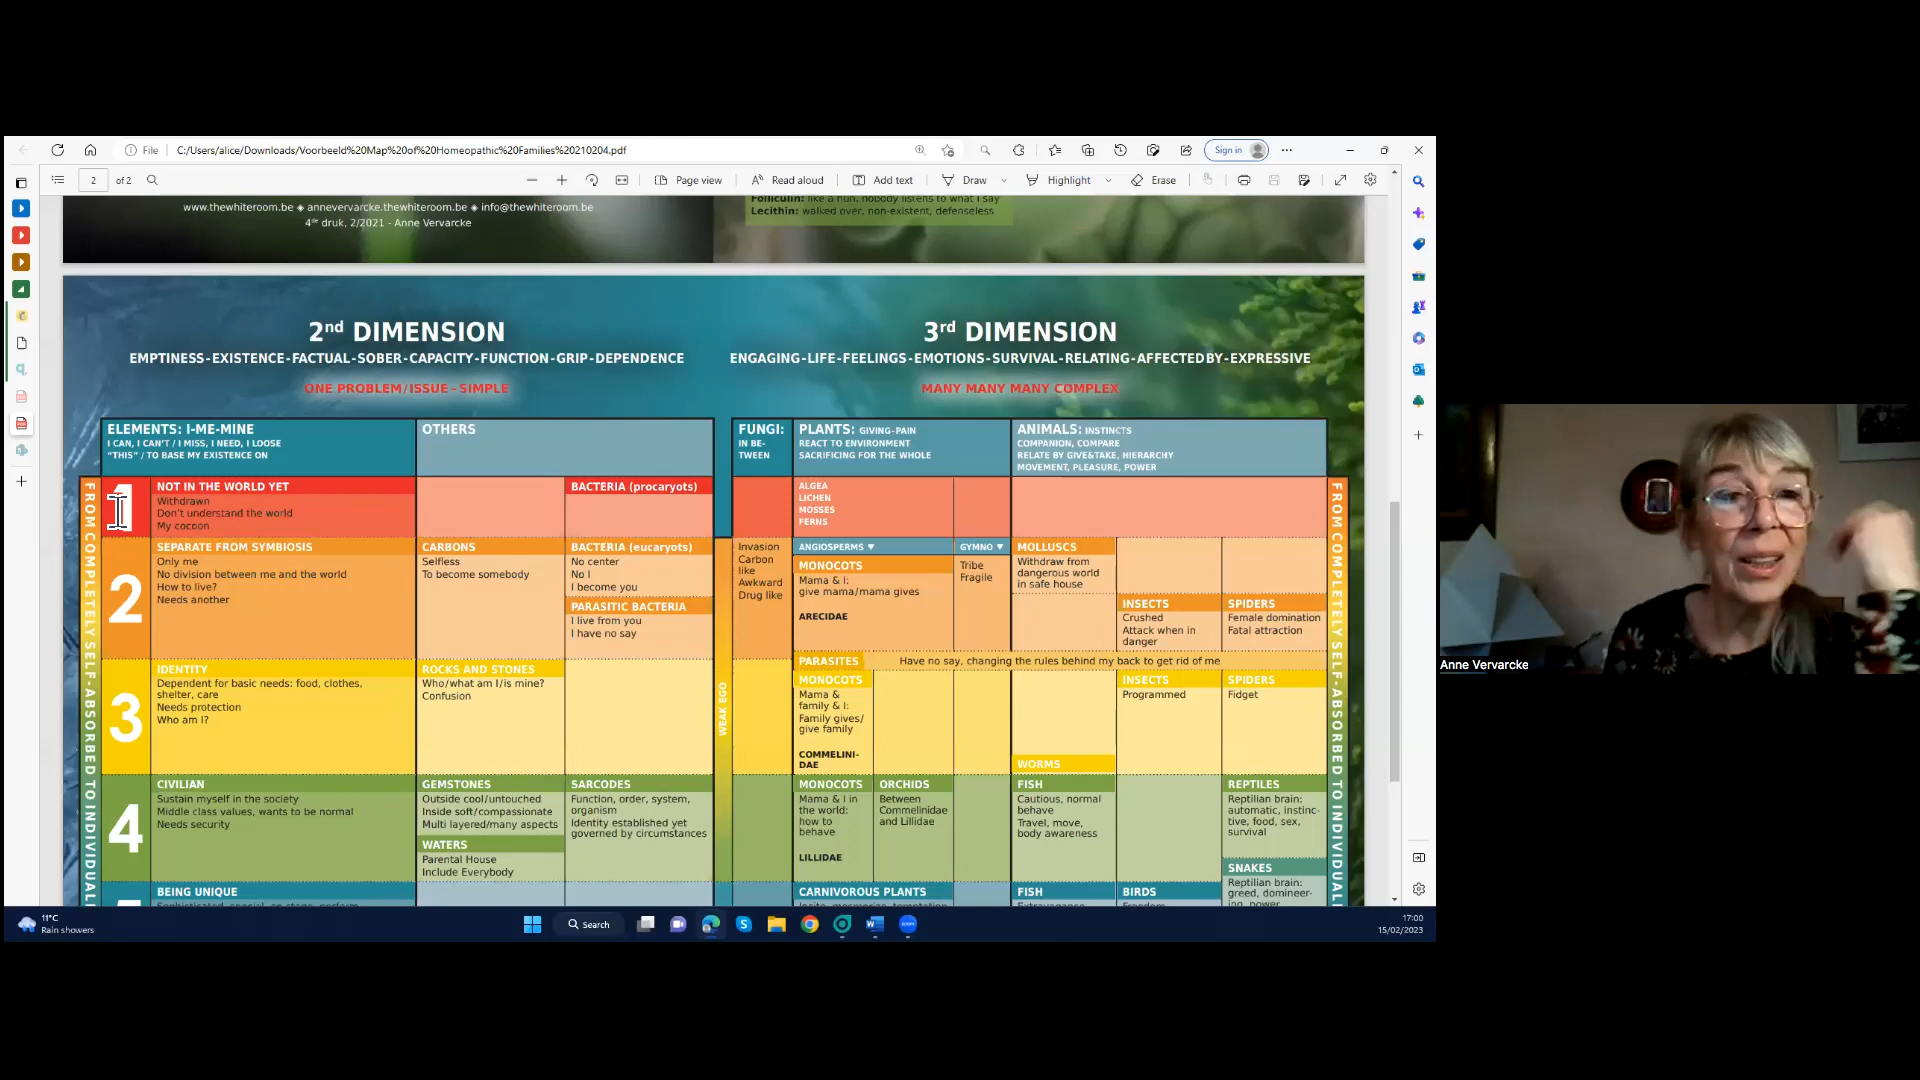 File
C:/Users/alice/Downloads/Voorbeeld%20Map%20of%20Homeopathic%20Families%20210204.pdf
Sign in
2 of 2
Page view
Read aloud
Add text
Draw
Highlight
Erase
www.thewhiteroom.be ◈ annevervarcke.thewhiteroom.be ◈ info@thewhiteroom.be
4de druk, 2/2021 - Anne Vervarcke
Folliculin: like a nun, nobody listens to what I say
Lecithin: walked over, non-existent, defenseless
2nd DIMENSION
EMPTINESS-EXISTENCE-FACTUAL-SOBER-CAPACITY-FUNCTION-GRIP-DEPENDENCE
ONE PROBLEM/ISSUE-SIMPLE
3rd DIMENSION
ENGAGING-LIFE-FEELINGS-EMOTIONS-SURVIVAL-RELATING-AFFECTED BY-EXPRESSIVE
MANY MANY MANY COMPLEX
ELEMENTS: I-ME-MINE
I CAN, I CAN'T / I MISS, I NEED, I LOOSE
"THIS" / TO BASE MY EXISTENCE ON
OTHERS
FUNGI:
IN BE-
TWEEN
PLANTS: GIVING-PAIN
REACT TO ENVIRONMENT
SACRIFICING FOR THE WHOLE
ANIMALS: INSTINCTS
COMPANION, COMPARE
RELATE BY GIVE&TAKE, HIERARCHY
MOVEMENT, PLEASURE, POWER
FROM COMPLETELY SELF-ABSORBED TO INDIVIDUALI
1
NOT IN THE WORLD YET
Withdrawn
Don't understand the world
My cocoon
BACTERIA (procaryots)
ALGEA
LICHEN
MOSSES
FERNS
2
SEPARATE FROM SYMBIOSIS
Only me
No division between me and the world
How to live?
Needs another
CARBONS
Selfless
To become somebody
BACTERIA (eucaryots)
No center
No I
I become you
PARASITIC BACTERIA
I live from you
I have no say
WEAK EGO
Invasion
Carbon
like
Awkward
Drug like
ANGIOSPERMS ▼
MONOCOTS
Mama & I:
give mama/mama gives
ARECIDAE
GYMNO ▼
Tribe
Fragile
MOLLUSCS
Withdraw from
dangerous world
in safe house
INSECTS
Crushed
Attack when in
danger
SPIDERS
Female domination
Fatal attraction
PARASITES
Have no say, changing the rules behind my back to get rid of me
3
IDENTITY
Dependent for basic needs: food, clothes,
shelter, care
Needs protection
Who am I?
ROCKS AND STONES
Who/what am I/is mine?
Confusion
MONOCOTS
Mama &
family & I:
Family gives/
give family
COMMELINI-
DAE
WORMS
INSECTS
Programmed
SPIDERS
Fidget
4
CIVILIAN
Sustain myself in the society
Middle class values, wants to be normal
Needs security
GEMSTONES
Outside cool/untouched
Inside soft/compassionate
Multi layered/many aspects
WATERS
Parental House
Include Everybody
SARCODES
Function, order, system,
organism
Identity established yet
governed by circumstances
MONOCOTS
Mama & I in
the world:
how to
behave
LILLIDAE
ORCHIDS
Between
Commelinidae
and Lillidae
FISH
Cautious, normal
behave
Travel, move,
body awareness
REPTILES
Reptilian brain:
automatic, instinc-
tive, food, sex,
survival
SNAKES
Reptilian brain:
greed, domineer-
ing, power
BEING UNIQUE
CARNIVOROUS PLANTS
FISH
BIRDS
FROM COMPLETELY SELF-ABSORBED TO INDIVIDUALI
Anne Vervarcke
11°C
Rain showers
Search
17:00
15/02/2023